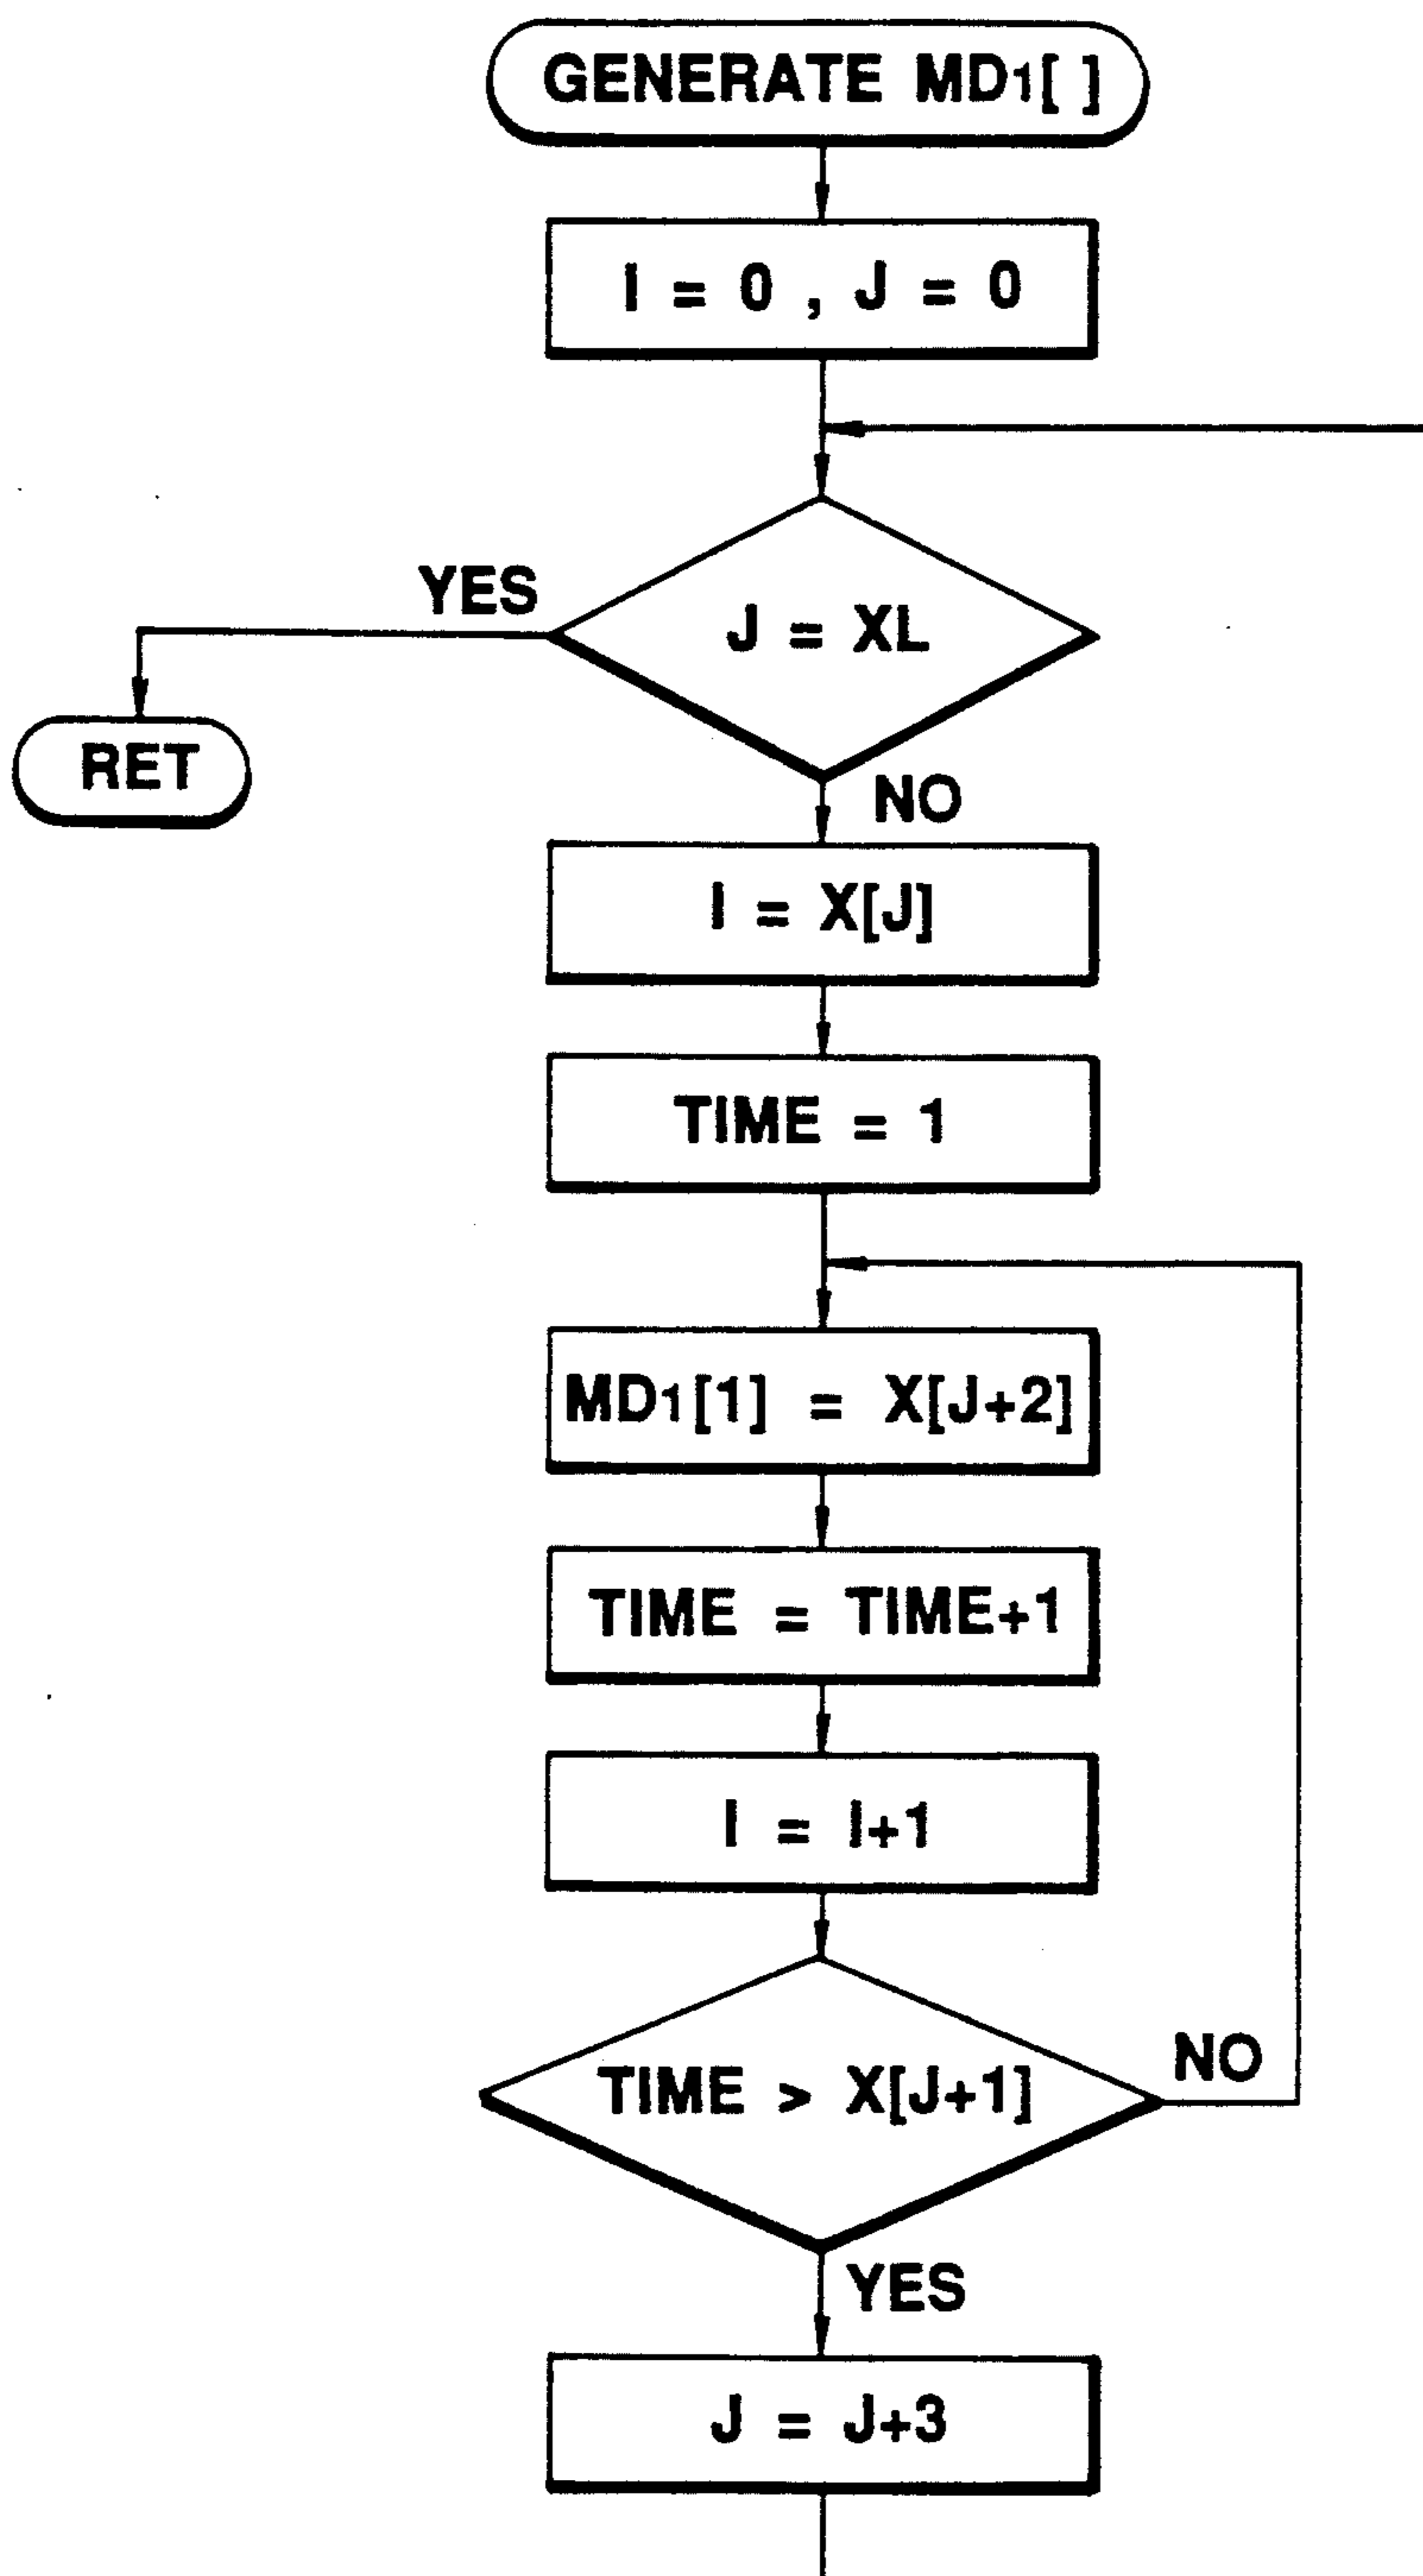 GENERATE MD1[ ]
I = 0 , J = 0
YES
J = XL
RET
NO
I = X[J]
TIME = 1
MD1[1] = X[J+2]
TIME = TIME+1
I = I+1
TIME > X[J+1]
NO
YES
J = J+3